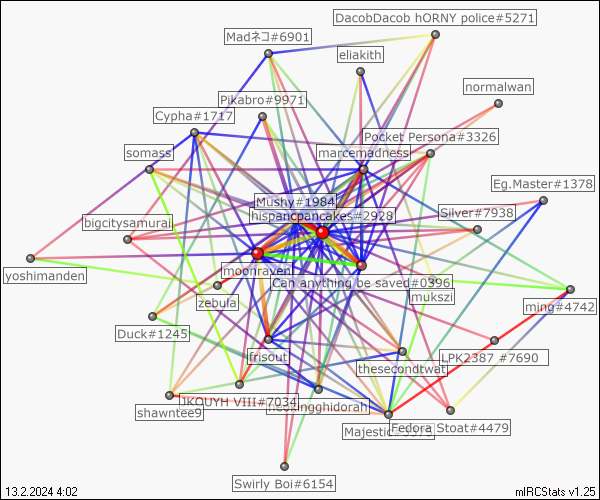 DacobDacob hORNY police#5271
Madネコ#6901
eliakith
normalwan
Pikabro#9971
Cypha#1717
Pocket Persona#3326
somass
marcemadness
Eg.Master#1378
Mushy#1984
hispancpancakes#2928
Silver#7938
bigcitysamurai
yoshimanden
moonraven
Can anything be saved#0396
mukszi
zebula
ming#4742
Duck#1245
frisout
LPK2387 #7690
thesecondtwat
JKOUYH VIII#7034
shawntee9
Fedora Stoat#4479
Swirly Boi#6154
13.2.2024 4:02
mIRCStats v1.25